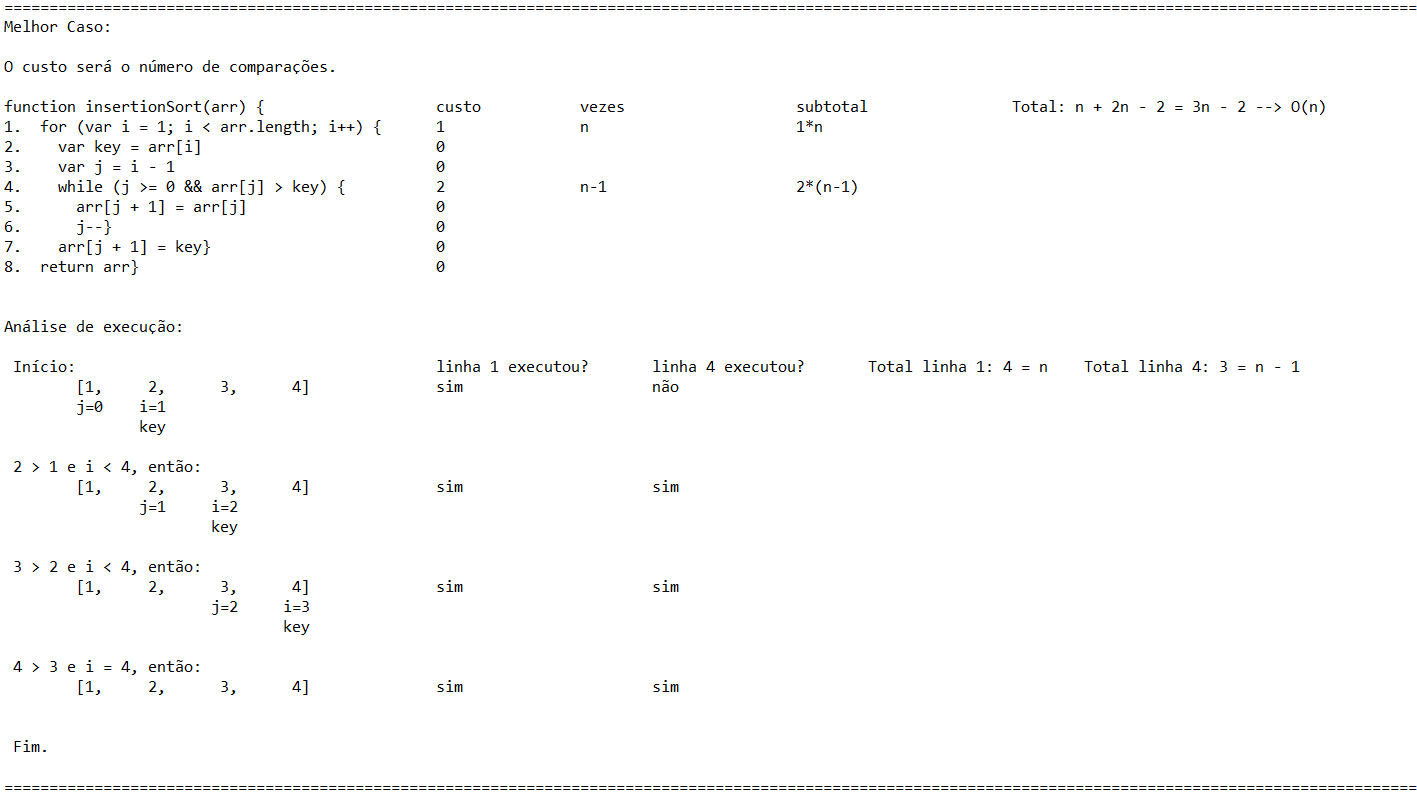 ================================================================================
Melhor Caso:
O custo será o número de comparações.
function insertionSort(arr) { custo vezes subtotal Total: n + 2n - 2 = 3n - 2 --> O(n)
1. for (var i = 1; i < arr.length; i++) { 1 n 1*n
2. var key = arr[i] 0
3. var j = i - 1 0
4. while (j >= 0 && arr[j] > key) { 2 n-1 2*(n-1)
5. arr[j + 1] = arr[j] 0
6. j--} 0
7. arr[j + 1] = key} 0
8. return arr} 0
Análise de execução:
Início: linha 1 executou? linha 4 executou? Total linha 1: 4 = n Total linha 4: 3 = n - 1
[1, 2, 3, 4] sim não
j=0 i=1
key
2 > 1 e i < 4, então:
[1, 2, 3, 4] sim sim
j=1 i=2
key
3 > 2 e i < 4, então:
[1, 2, 3, 4] sim sim
j=2 i=3
key
4 > 3 e i = 4, então:
[1, 2, 3, 4] sim sim
Fim.
================================================================================